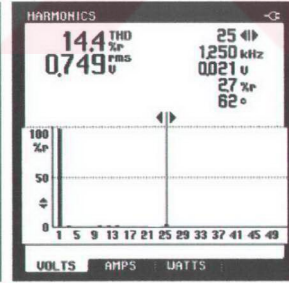 HARMONICS
14.4 THD %r
0.749 rms V
25
1.250 kHz
0.021 V
2.7 %r
62 °
100
%r
50
0
1 5 9 13 17 21 25 29 33 37 41 45 49
VOLTS AMPS WATTS